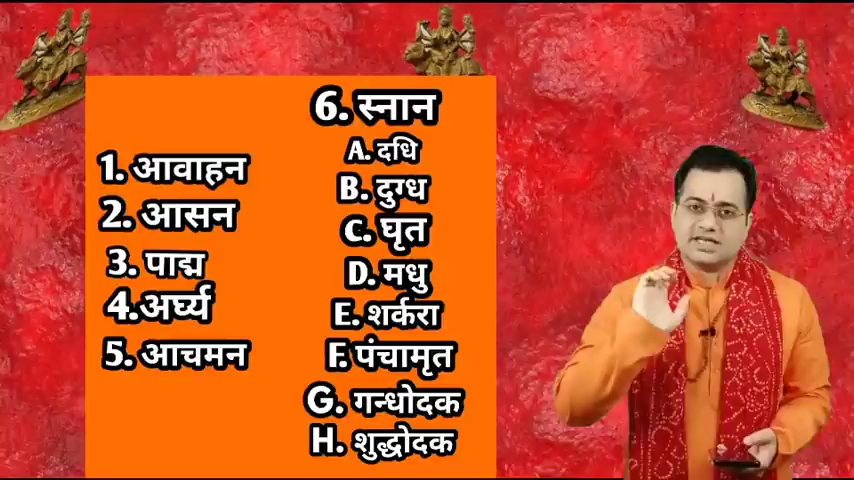 1. आवाहन
2. आसन
3. पाद्म
4.अर्घ्य
5. आचमन
6. स्नान
A. दधि
B. दुग्ध
C. घृत
D. मधु
E. शर्करा
F. पंचामृत
G. गन्धोदक
H. शुद्धोदक